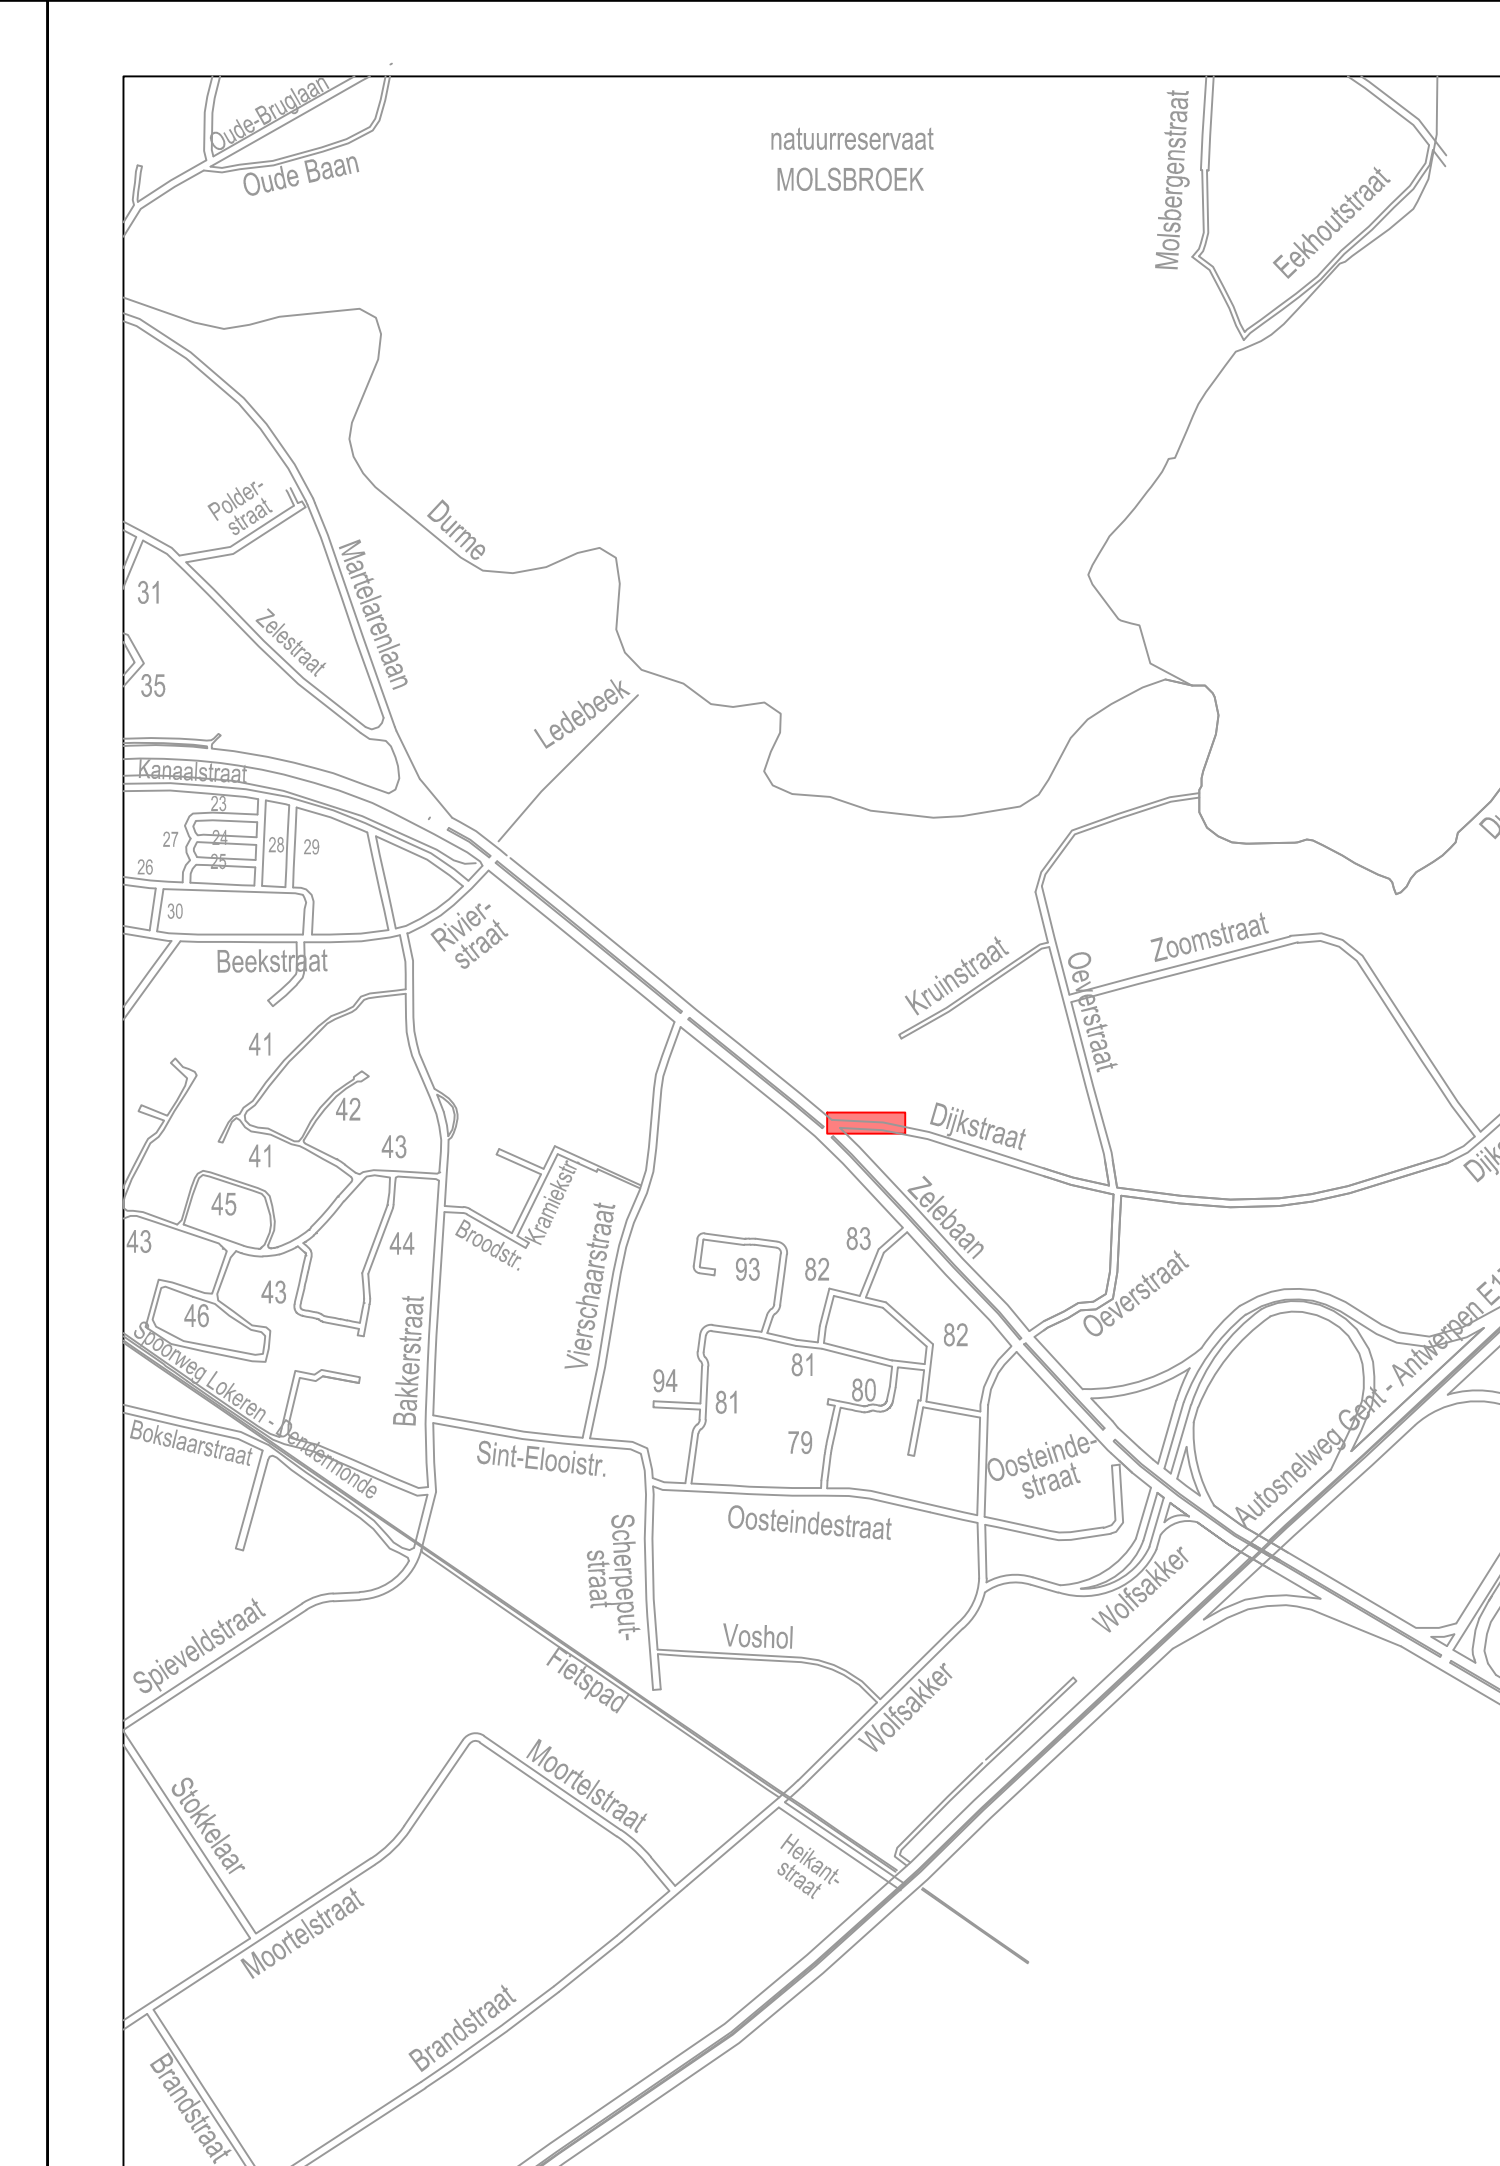 Oude-Bruglaan
Oude Baan
natuurreservaat
MOLSBROEK
Molsbergenstraat
Eekhoutstraat
Polder-
straat
Durme
Martelarenlaan
31
Zelestraat
35
Ledebeek
Kanaalstraat
23
24
25
27
28
29
26
30
Rivier-
straat
Beekstraat
Kruinstraat
Oeverstraat
Zoomstraat
41
42
43
41
45
43
44
43
46
Dijkstraat
Zelebaan
Broodstr.
Kramiekstr.
Vierschaarstraat
83
93
82
82
Oeverstraat
Spoorweg Lokeren - Dendermonde
Bakkerstraat
94
81
81
80
79
Autosnelweg Gent - Antwerpen E17
Bokslaarstraat
Sint-Elooistr.
Oosteinde-
straat
Oosteindestraat
Scherpeput-
straat
Wolfsakker
Spieveldstraat
Voshol
Fietspad
Wolfsakker
Moortelstraat
Stokkelaar
Heikant-
straat
Moortelstraat
Brandstraat
Brandstraat